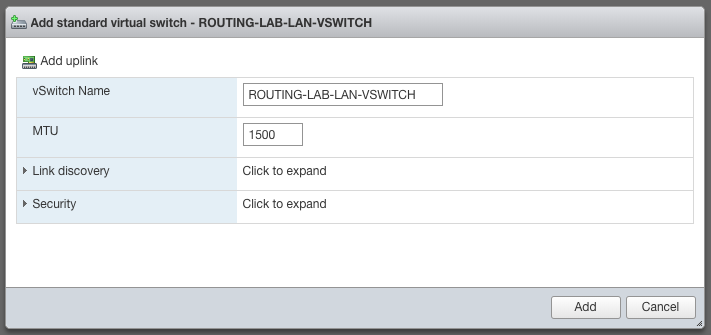 Add standard virtual switch - ROUTING-LAB-LAN-VSWITCH
Add uplink
vSwitch Name ROUTING-LAB-LAN-VSWITCH
MTU 1500
Link discovery Click to expand
Security Click to expand
Add Cancel